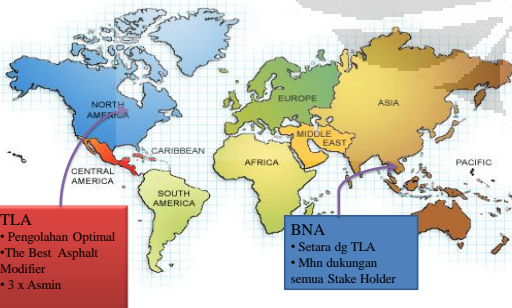 NORTH
AMERICA
EUROPE
ASIA
MIDDLE
EAST
CARIBBEAN
CENTRAL
AMERICA
AFRICA
PACIFIC
SOUTH
AMERICA
TLA
• Pengolahan Optimal
•The Best Asphalt
Modifier
• 3 x Asmin
BNA
• Setara dg TLA
• Mhn dukungan
semua Stake Holder